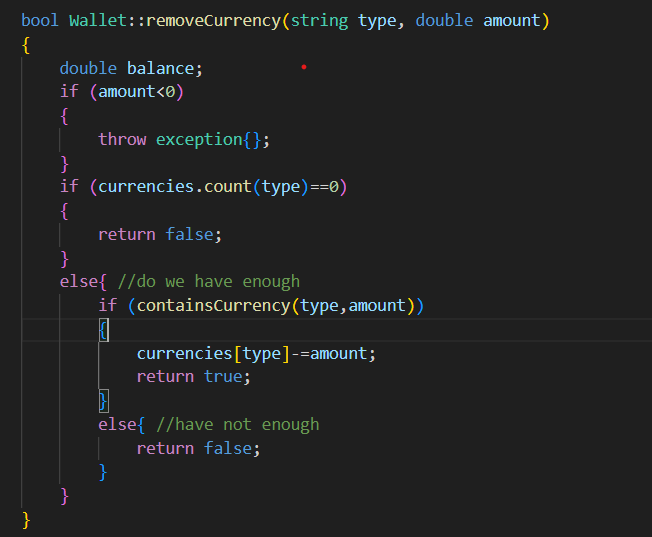 bool Wallet::removeCurrency(string type, double amount)
{
    double balance;
    if (amount<0)
    {
        throw exception{};
    }
    if (currencies.count(type)==0)
    {
        return false;
    }
    else{ //do we have enough
        if (containsCurrency(type,amount))
        {
            currencies[type]-=amount;
            return true;
        }
        else{ //have not enough
            return false;
        }
    }
}